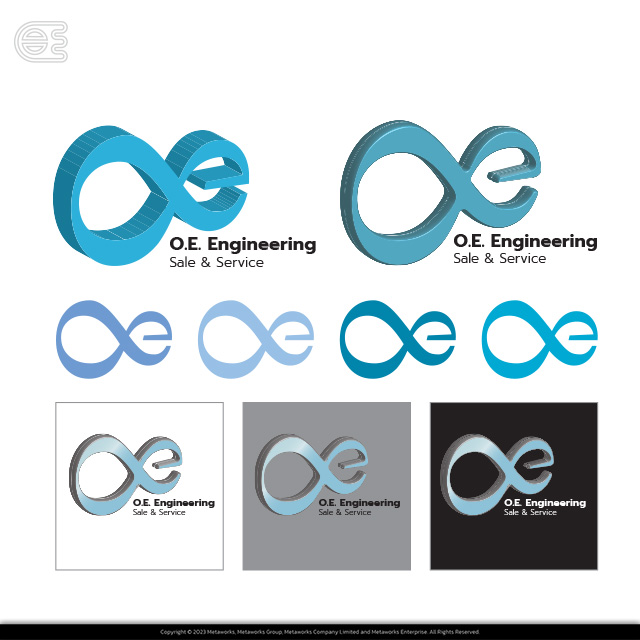 O.E. Engineering
Sale & Service
O.E. Engineering
Sale & Service
O.E. Engineering
Sale & Service
O.E. Engineering
Sale & Service
O.E. Engineering
Sale & Service
Copyright © 2023 Metaworks, Metaworks Group, Metaworks Company Limited and Metaworks Enterprise. All Rights Reserved.